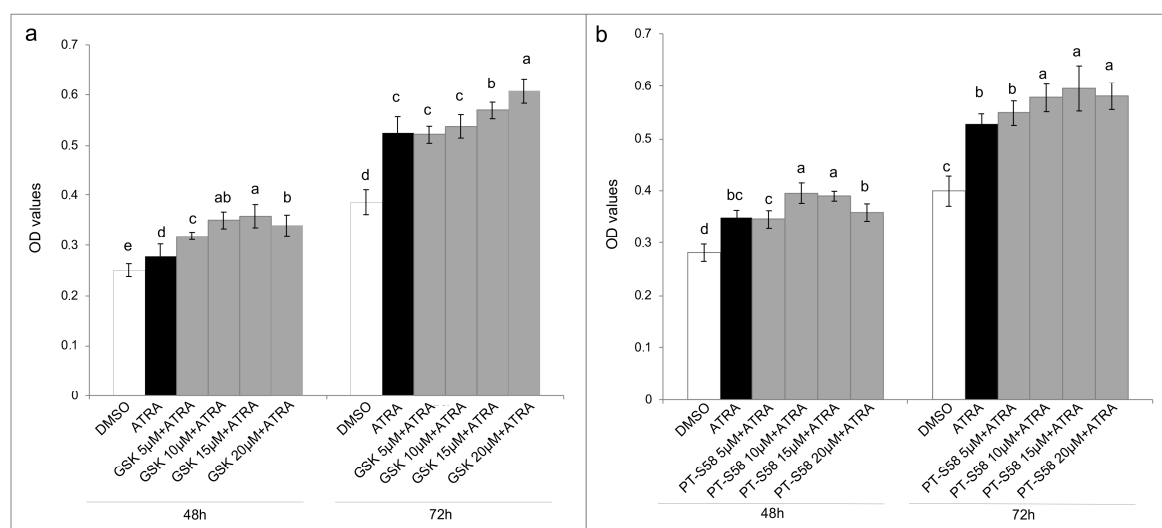 a
0.7
0.6
0.5
0.4
0.3
0.2
0.1
0
OD values
e
d
c
ab
a
b
d
c
c
c
b
a
DMSO
ATRA
GSK 5µM+ATRA
GSK 10µM+ATRA
GSK 15µM+ATRA
GSK 20µM+ATRA
DMSO
ATRA
GSK 5µM+ATRA
GSK 10µM+ATRA
GSK 15µM+ATRA
GSK 20µM+ATRA
48h
72h
b
0.7
0.6
0.5
0.4
0.3
0.2
0.1
0
OD values
d
bc
c
a
a
b
c
b
b
a
a
a
DMSO
ATRA
PT-S58 5µM+ATRA
PT-S58 10µM+ATRA
PT-S58 15µM+ATRA
PT-S58 20µM+ATRA
DMSO
ATRA
PT-S58 5µM+ATRA
PT-S58 10µM+ATRA
PT-S58 15µM+ATRA
PT-S58 20µM+ATRA
48h
72h